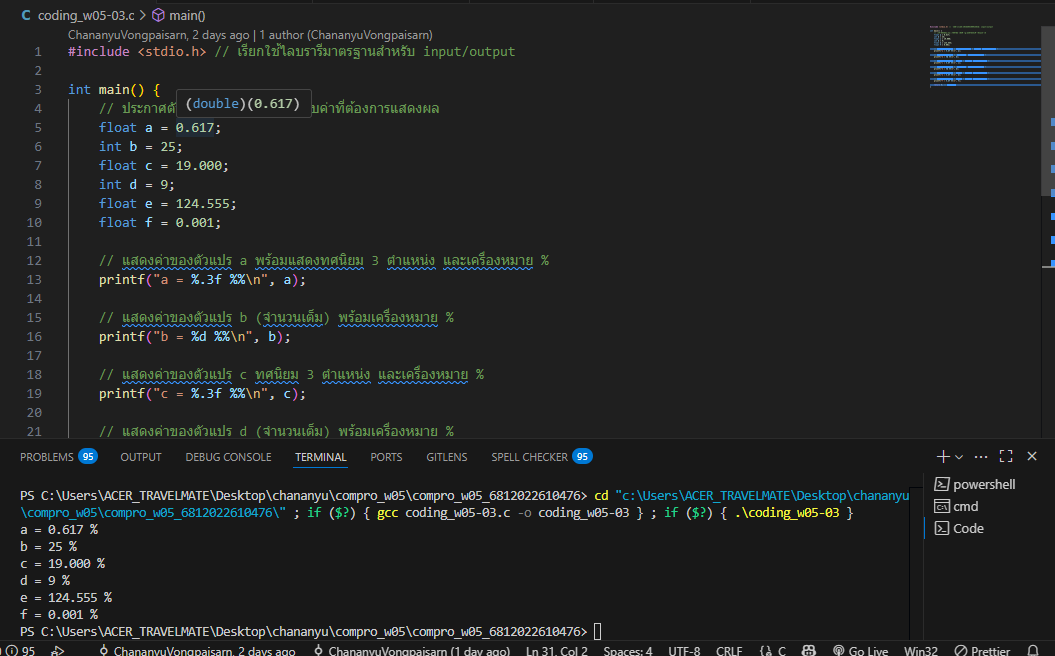 C coding_w05-03.c > main()
ChananyuVongpaisarn, 2 days ago | 1 author (ChananyuVongpaisarn)
1 #include <stdio.h> // เรียกใช้ไลบรารีมาตรฐานสำหรับ input/output
2
3 int main() {
(double)(0.617)
4 // ประกาศตั บค่าที่ต้องการแสดงผล
5 float a = 0.617;
6 int b = 25;
7 float c = 19.000;
8 int d = 9;
9 float e = 124.555;
10 float f = 0.001;
11
12 // แสดงค่าของตัวแปร a พร้อมแสดงทศนิยม 3 ตำแหน่ง และเครื่องหมาย %
13 printf("a = %.3f %%\n", a);
14
15 // แสดงค่าของตัวแปร b (จำนวนเต็ม) พร้อมเครื่องหมาย %
16 printf("b = %d %%\n", b);
17
18 // แสดงค่าของตัวแปร c ทศนิยม 3 ตำแหน่ง และเครื่องหมาย %
19 printf("c = %.3f %%\n", c);
20
21 // แสดงค่าของตัวแปร d (จำนวนเต็ม) พร้อมเครื่องหมาย %
PROBLEMS 95 OUTPUT DEBUG CONSOLE TERMINAL PORTS GITLENS SPELL CHECKER 95
PS C:\Users\ACER_TRAVELMATE\Desktop\chananyu\compro_w05\compro_w05_6812022610476> cd "c:\Users\ACER_TRAVELMATE\Desktop\chananyu
\compro_w05\compro_w05_6812022610476\" ; if ($?) { gcc coding_w05-03.c -o coding_w05-03 } ; if ($?) { .\coding_w05-03 }
a = 0.617 %
b = 25 %
c = 19.000 %
d = 9 %
e = 124.555 %
f = 0.001 %
PS C:\Users\ACER_TRAVELMATE\Desktop\chananyu\compro_w05\compro_w05_6812022610476>
powershell
cmd
Code
95 ChananyuVongpaisarn, 2 days ago ChananyuVongpaisarn (1 day ago) Ln 31, Col 2 Spaces: 4 UTF-8 CRLF {} C Go Live Win32 Prettier